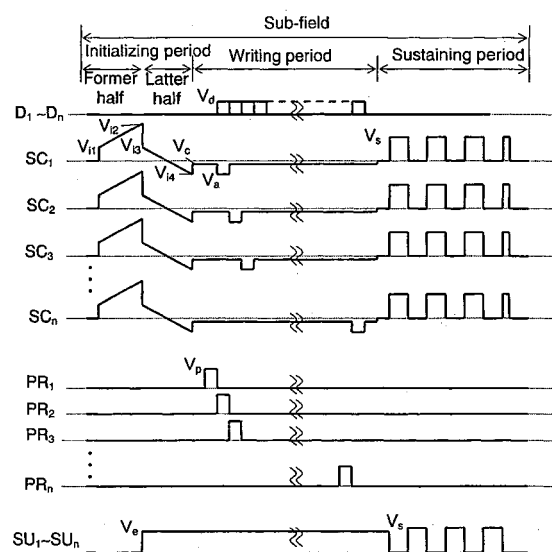 Sub-field
Initializing period
Writing period
Sustaining period
Former half
Latter half
D1 ~Dn
Vd
Vi2
Vi1
Vi3
Vc
Vs
SC1
Vi4
Va
SC2
SC3
SCn
Vp
PR1
PR2
PR3
PRn
Ve
Vs
SU1~SUn